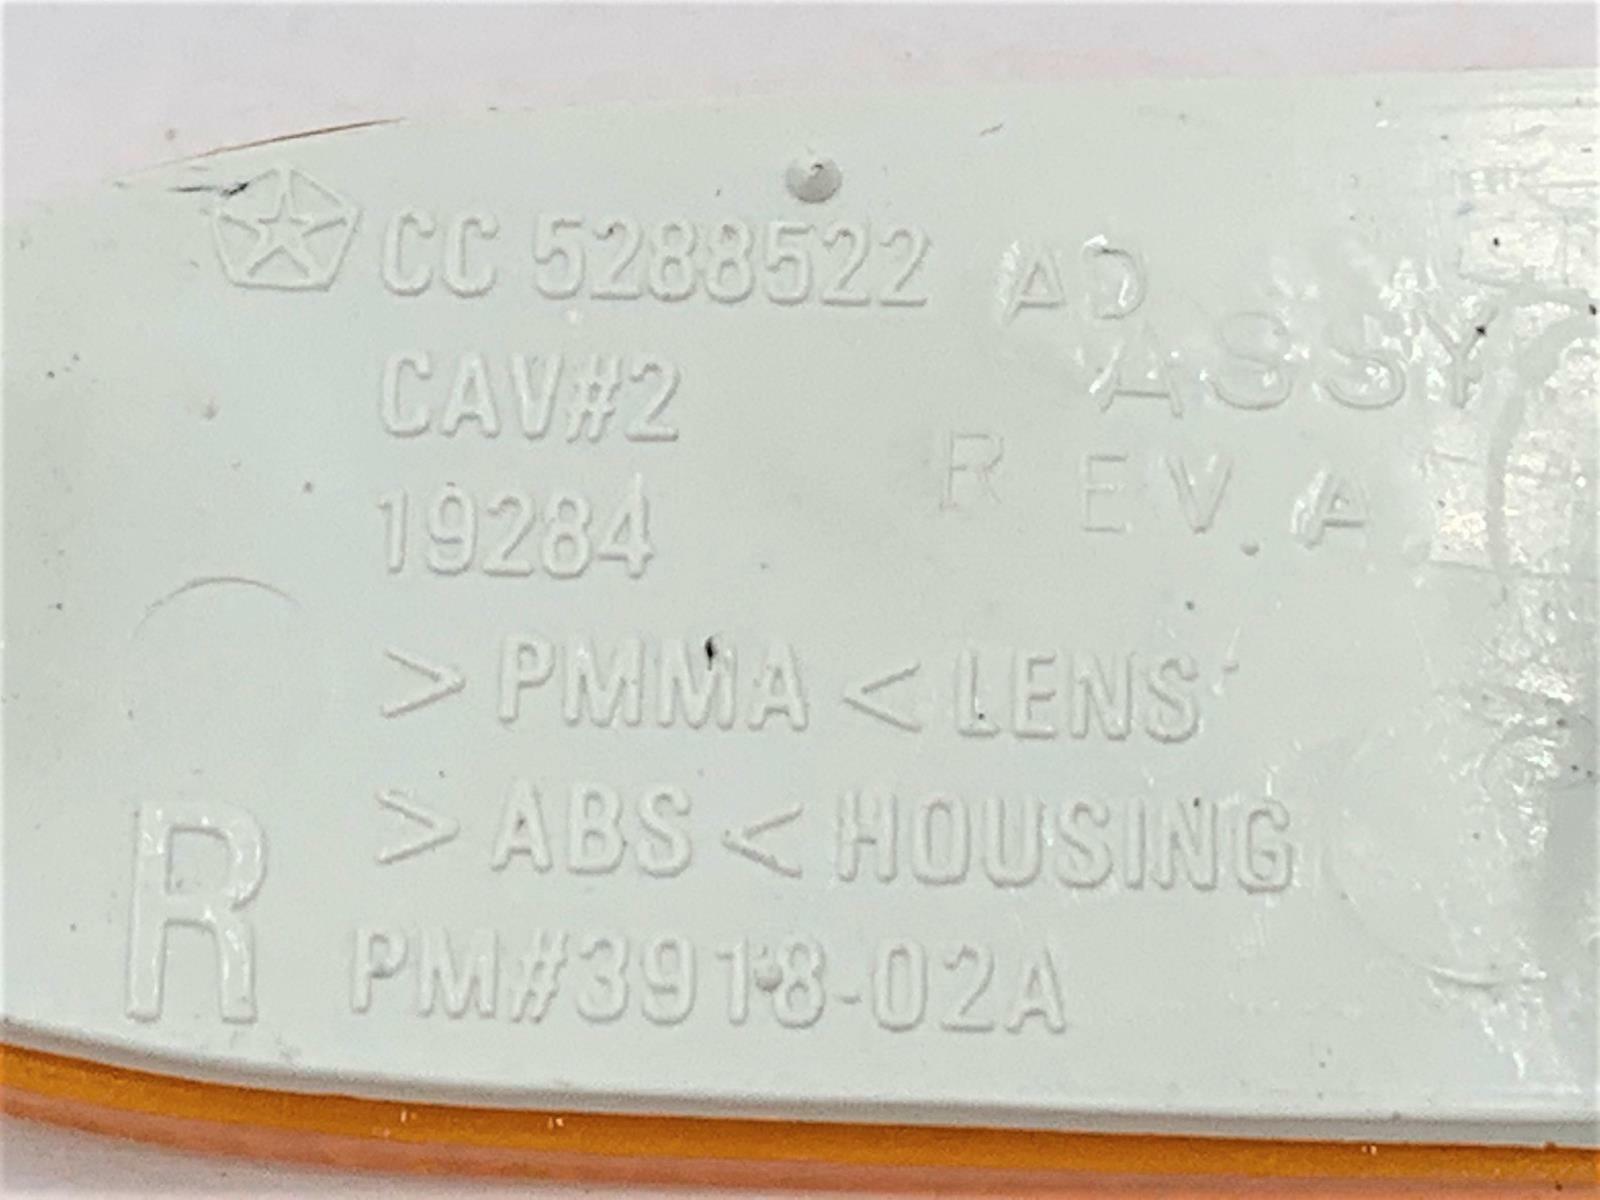 CC 5288522 AD
ASSY
CAV#2
REV. A
19284
>PMMA< LENS
>ABS< HOUSING
R
PM#3918-02A